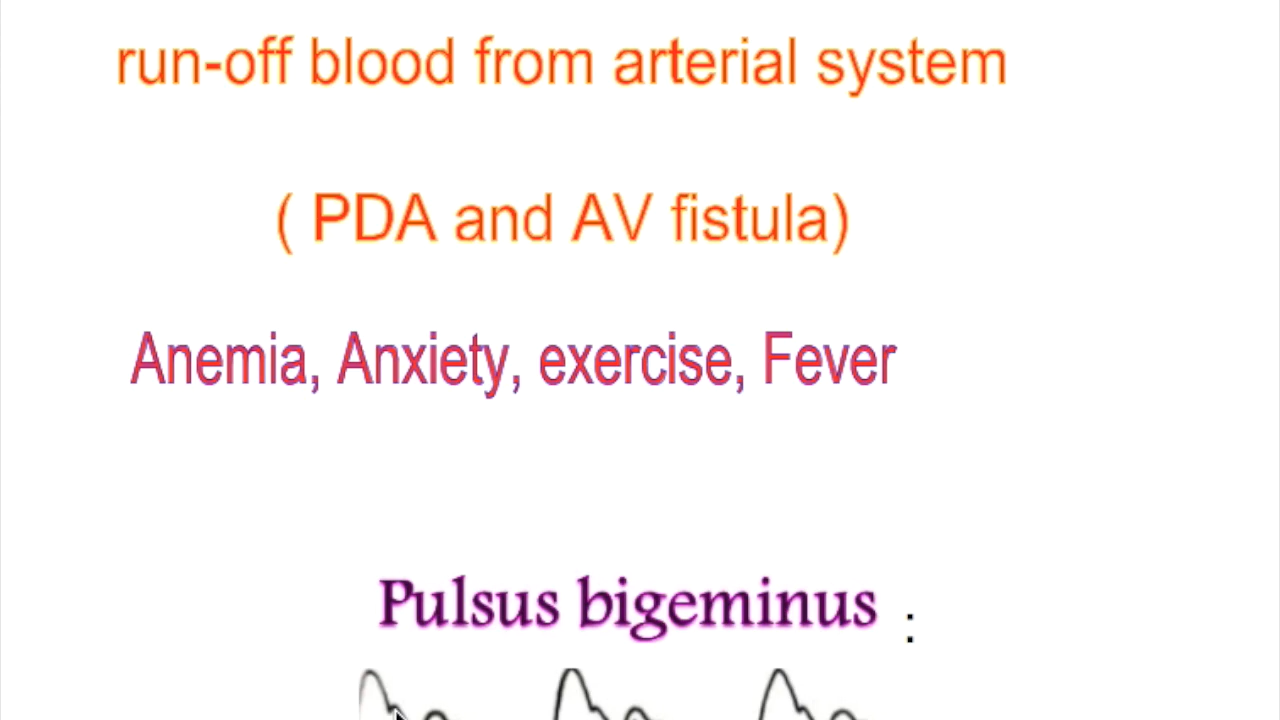 run-off blood from arterial system
( PDA and AV fistula)
Anemia, Anxiety, exercise, Fever
Pulsus bigeminus :